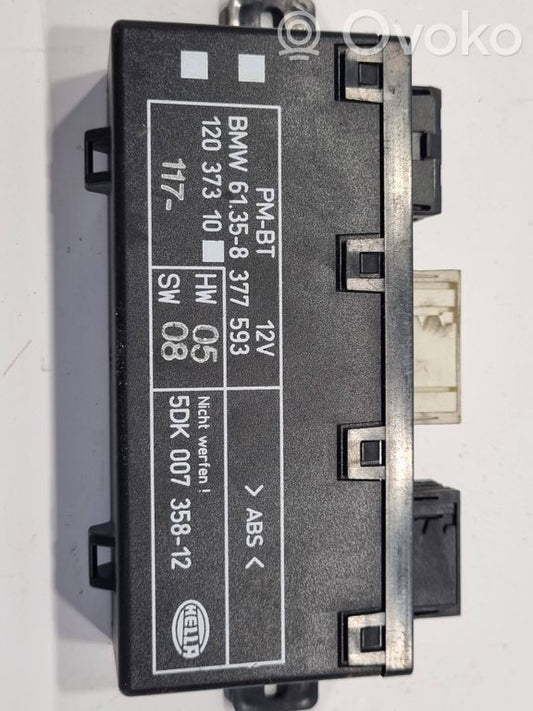 Ovoko
PM-BT 12V
BMW 61.35-8 377 593
120 373 10
117-
HW 05
SW 08
> ABS <
Nicht werfen !
5DK 007 358-12
HELLA